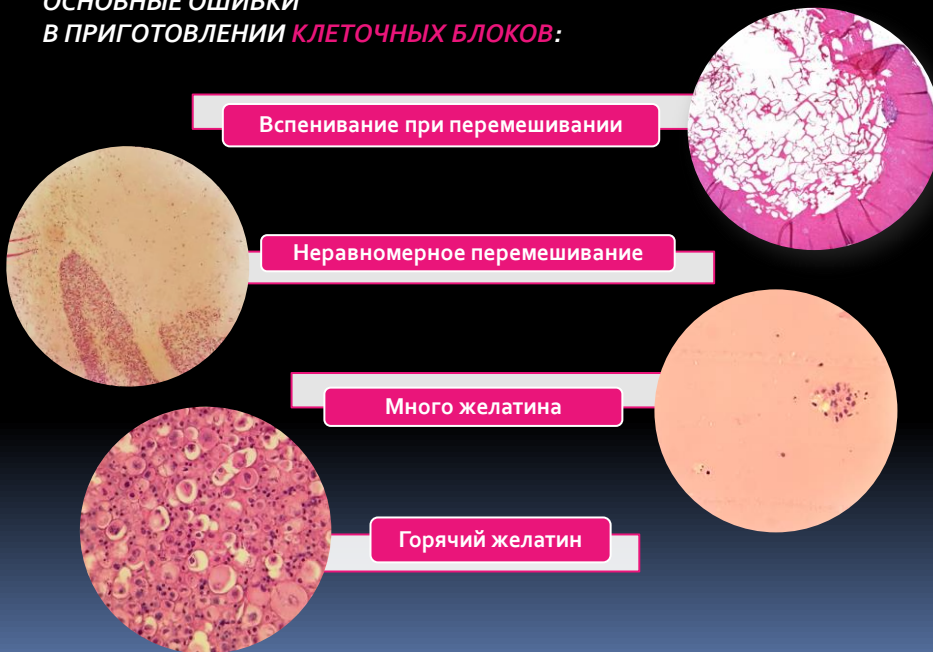 ОСНОВНЫЕ ОШИБКИ
В ПРИГОТОВЛЕНИИ КЛЕТОЧНЫХ БЛОКОВ:
Вспенивание при перемешивании
Неравномерное перемешивание
Много желатина
Горячий желатин